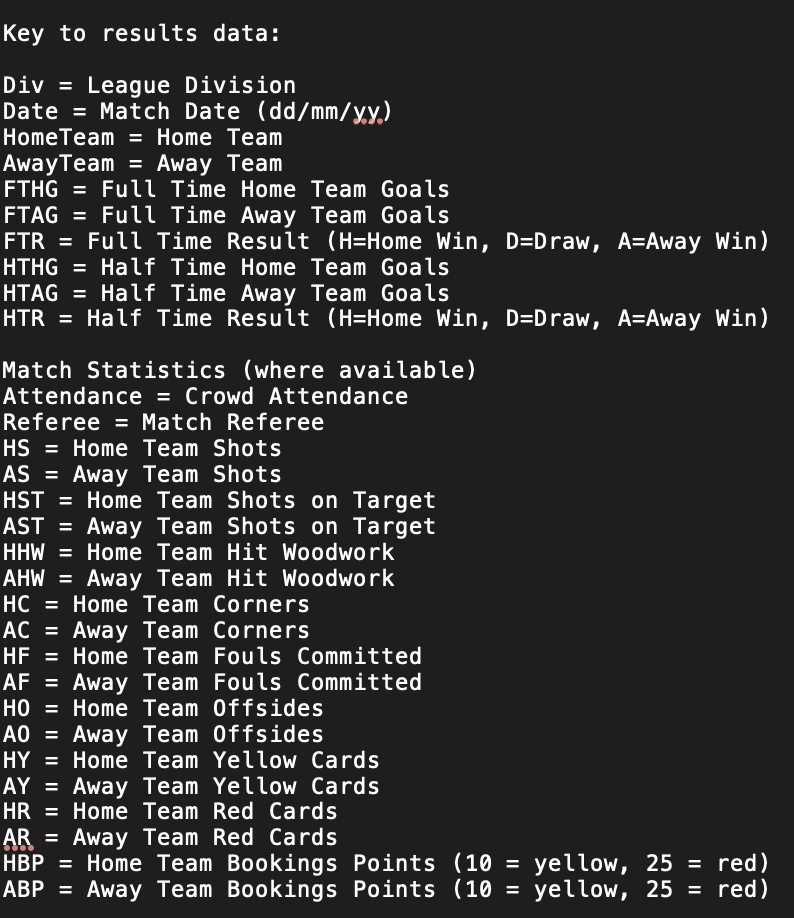 Key to results data:
Div = League Division
Date = Match Date (dd/mm/yy)
HomeTeam = Home Team
AwayTeam = Away Team
FTHG = Full Time Home Team Goals
FTAG = Full Time Away Team Goals
FTR = Full Time Result (H=Home Win, D=Draw, A=Away Win)
HTHG = Half Time Home Team Goals
HTAG = Half Time Away Team Goals
HTR = Half Time Result (H=Home Win, D=Draw, A=Away Win)
Match Statistics (where available)
Attendance = Crowd Attendance
Referee = Match Referee
HS = Home Team Shots
AS = Away Team Shots
HST = Home Team Shots on Target
AST = Away Team Shots on Target
HHW = Home Team Hit Woodwork
AHW = Away Team Hit Woodwork
HC = Home Team Corners
AC = Away Team Corners
HF = Home Team Fouls Committed
AF = Away Team Fouls Committed
HO = Home Team Offsides
AO = Away Team Offsides
HY = Home Team Yellow Cards
AY = Away Team Yellow Cards
HR = Home Team Red Cards
AR = Away Team Red Cards
HBP = Home Team Bookings Points (10 = yellow, 25 = red)
ABP = Away Team Bookings Points (10 = yellow, 25 = red)